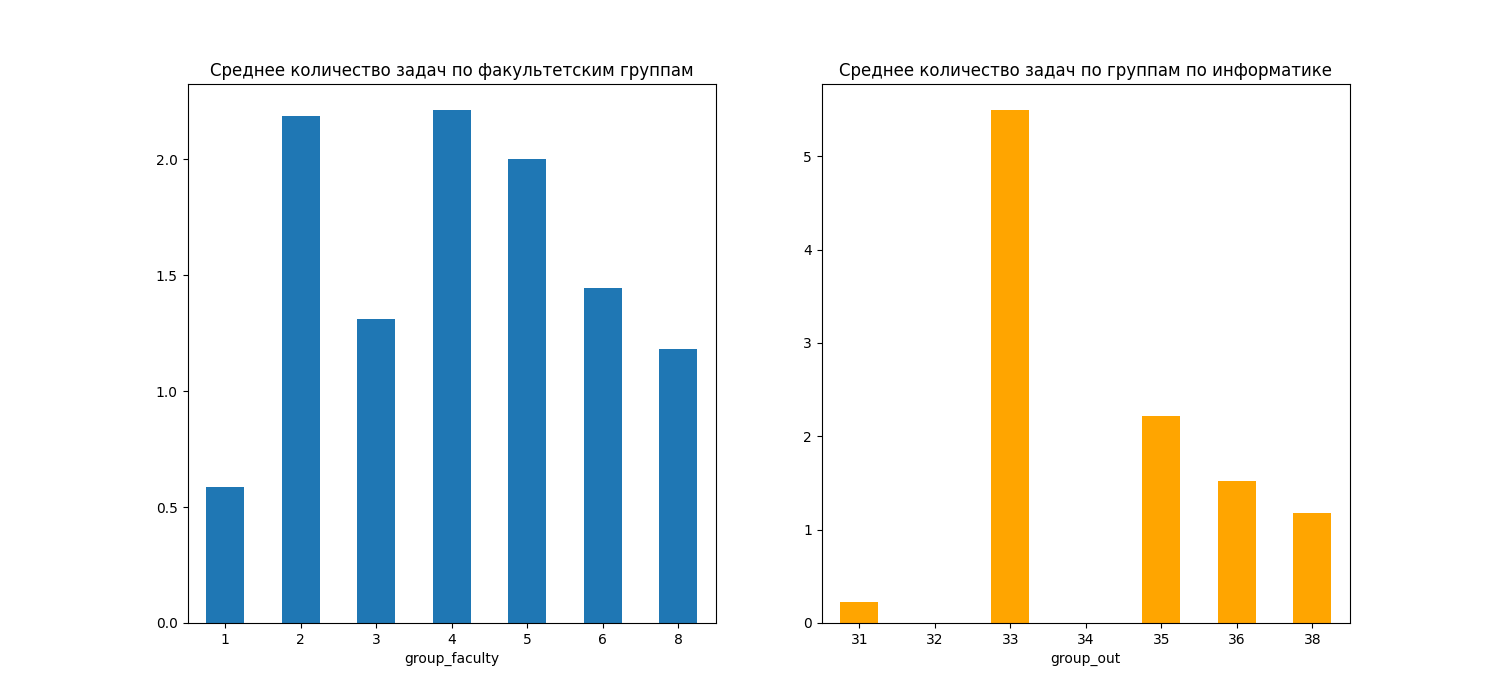 Среднее количество задач по факультетским группам
2.0
1.5
1.0
0.5
0.0
1 2 3 4 5 6 8
group_faculty
Среднее количество задач по группам по информатике
5
4
3
2
1
0
31 32 33 34 35 36 38
group_out